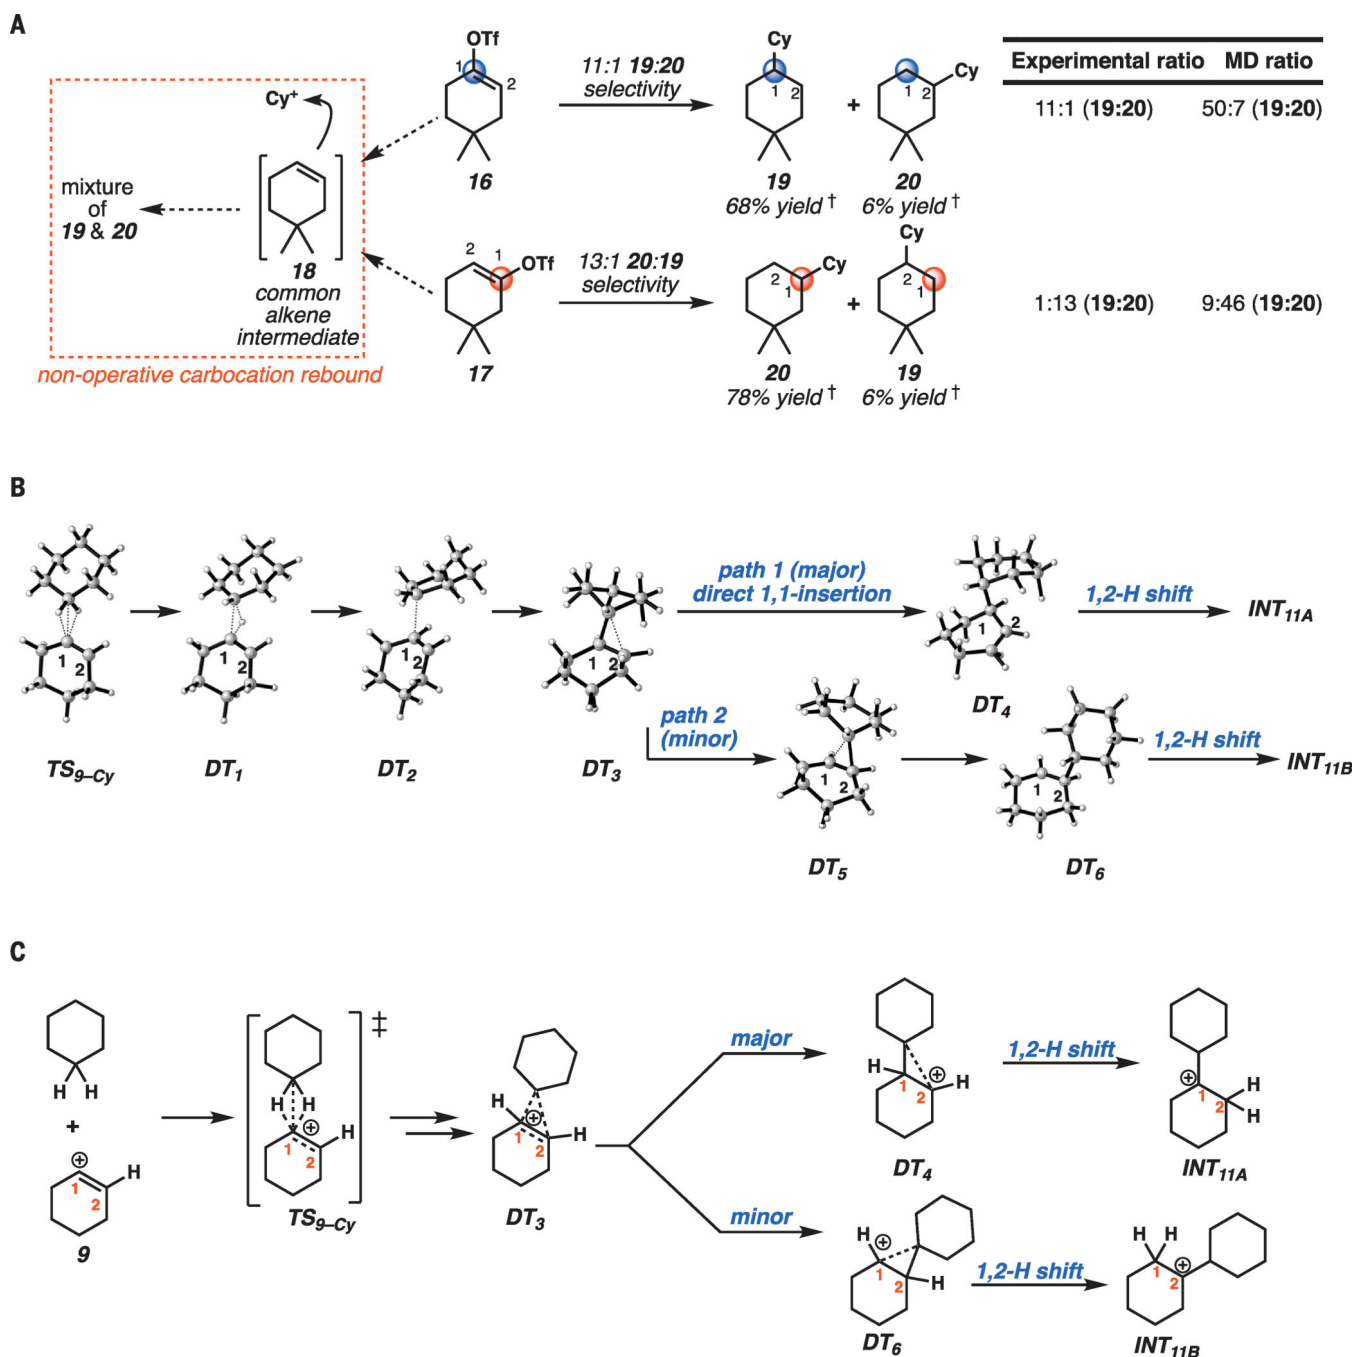 A
OTf
1
2
16
11:1 19:20
selectivity
Cy
1
2
19
68% yield †
+
1
2
Cy
20
6% yield †
Experimental ratio
MD ratio
11:1 (19:20)
50:7 (19:20)
Cy+
mixture
of
19 & 20
18
common
alkene
intermediate
non-operative carbocation rebound
2
1
OTf
17
13:1 20:19
selectivity
2
1
Cy
20
78% yield †
+
Cy
2
1
19
6% yield †
1:13 (19:20)
9:46 (19:20)
B
1
2
TS9–Cy
1
2
DT1
1
2
DT2
1
2
DT3
path 1 (major)
direct 1,1-insertion
1
2
DT4
1,2-H shift
INT11A
path 2
(minor)
1
2
DT5
1
2
DT6
1,2-H shift
INT11B
C
H H
+
⊕
1
2
H
9
‡
H H
⊕
1
2
H
TS9–Cy
H
⊕
1
2
H
DT3
major
H
1
⊕
2
H
DT4
1,2-H shift
⊕
1
2
H
H
INT11A
minor
H
⊕
1
2
H
DT6
1,2-H shift
H H
1
⊕
2
INT11B